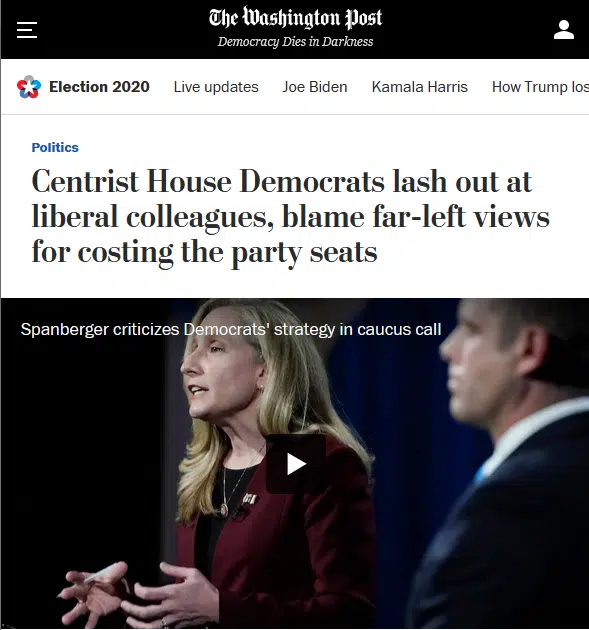 The Washington Post
Democracy Dies in Darkness
Election 2020 Live updates Joe Biden Kamala Harris How Trump los
Politics
Centrist House Democrats lash out at
liberal colleagues, blame far-left views
for costing the party seats
Spanberger criticizes Democrats' strategy in caucus call